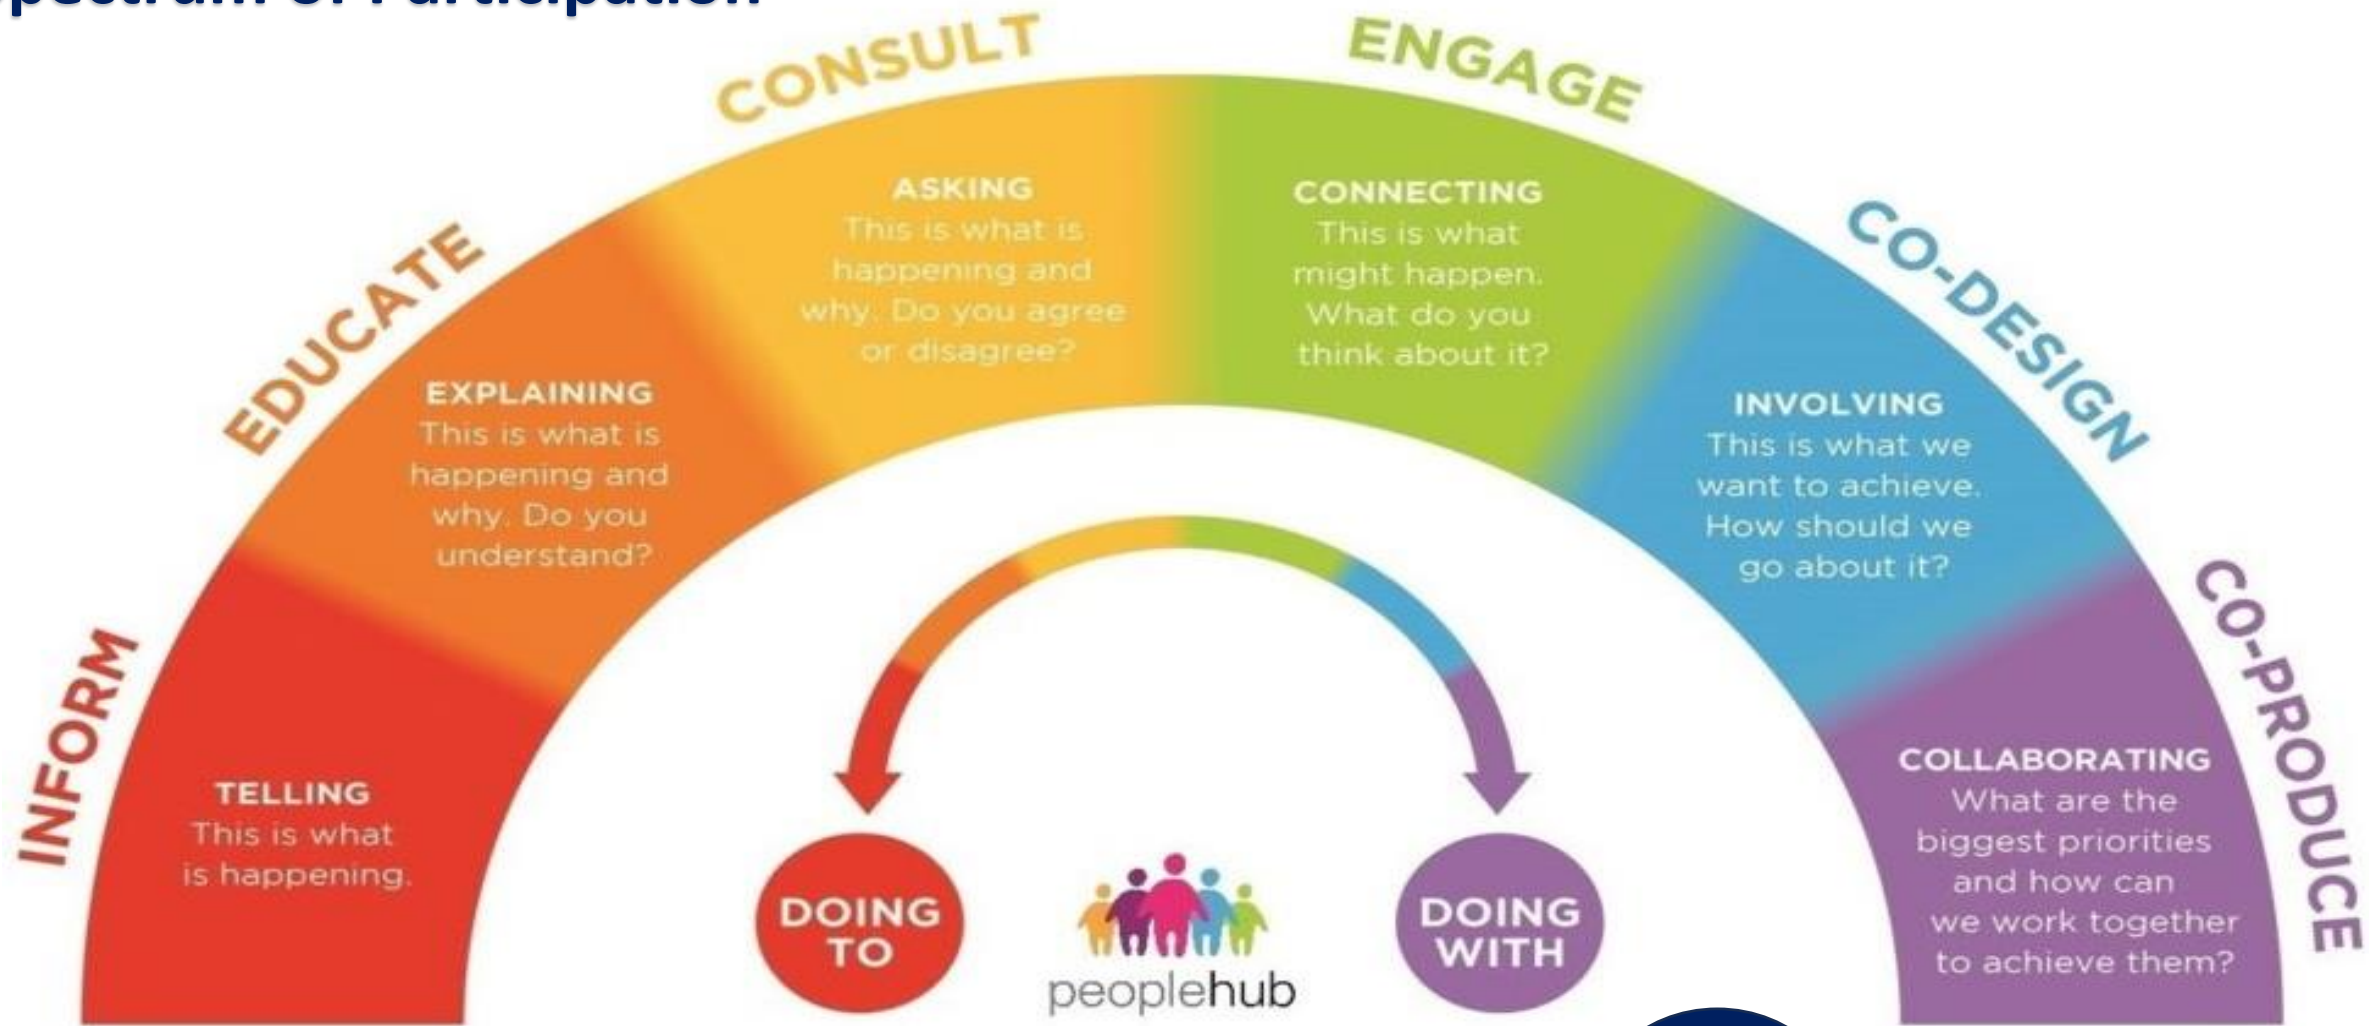 Spectrum of Participation
INFORM
TELLING
This is what
is happening.
EDUCATE
EXPLAINING
This is what is
happening and
why. Do you
understand?
CONSULT
ASKING
This is what is
happening and
why. Do you agree
or disagree?
ENGAGE
CONNECTING
This is what
might happen.
What do you
think about it?
CO-DESIGN
INVOLVING
This is what we
want to achieve.
How should we
go about it?
CO-PRODUCE
COLLABORATING
What are the
biggest priorities
and how can
we work together
to achieve them?
DOING
TO
DOING
WITH
peoplehub